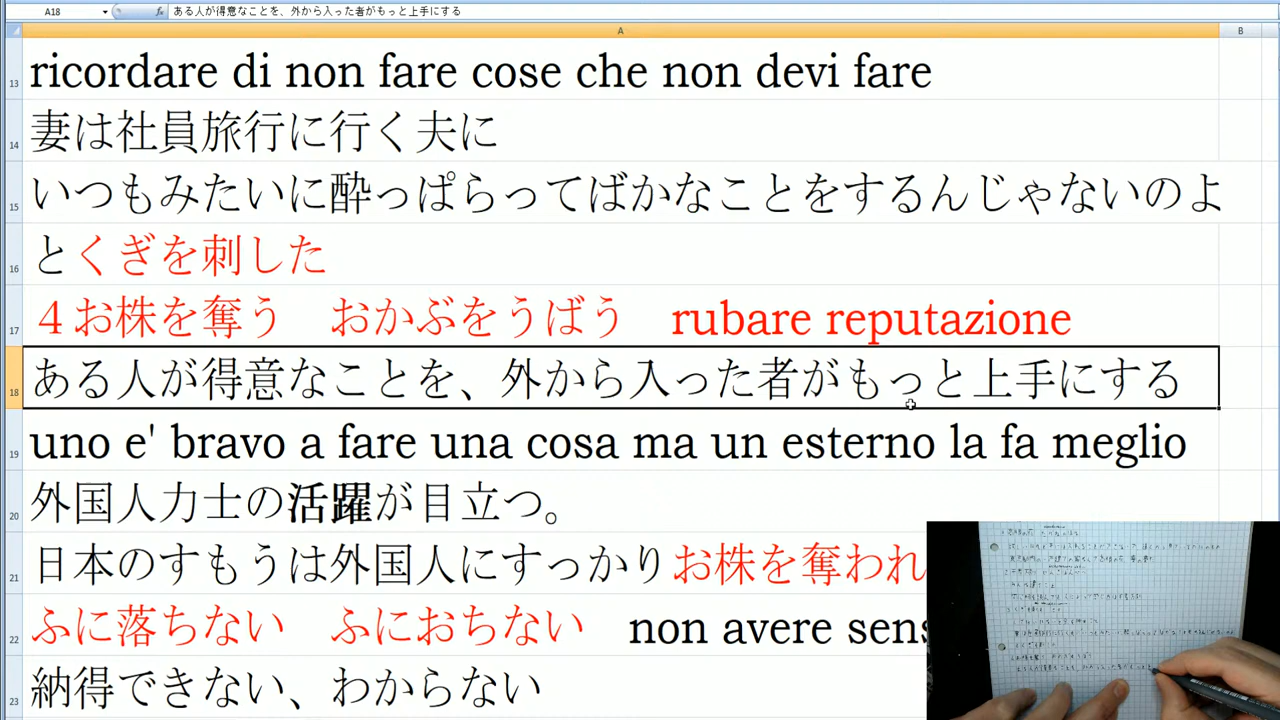 A18 fx ある人が得意なことを、外から入った者がもっと上手にする
A B
13 ricordare di non fare cose che non devi fare
14 妻は社員旅行に行く夫に
15 いつもみたいに酔っぱらってばかなことをするんじゃないのよ
16 とくぎを刺した
17 ４お株を奪う　おかぶをうばう　rubare reputazione
18 ある人が得意なことを、外から入った者がもっと上手にする
19 uno e' bravo a fare una cosa ma un esterno la fa meglio
20 外国人力士の活躍が目立つ。
21 日本のすもうは外国人にすっかりお株を奪われ
22 ふに落ちない　ふにおちない　non avere sens
23 納得できない、わからない